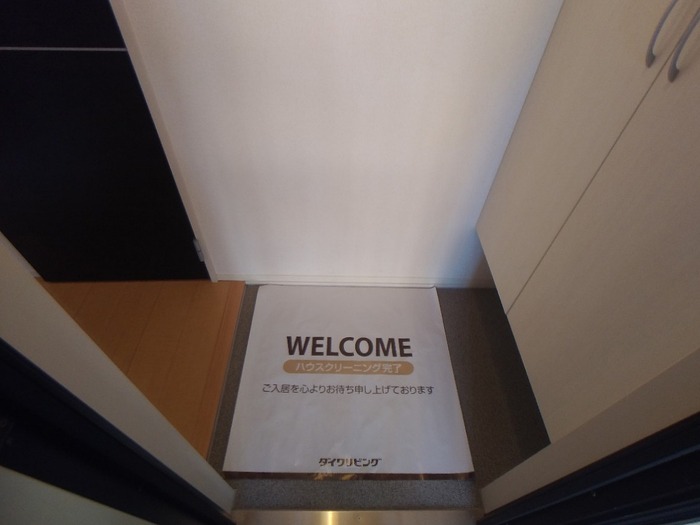 WELCOME
ハウスクリーニング完了
ご入居を心よりお待ち申し上げております
ダイワリビング